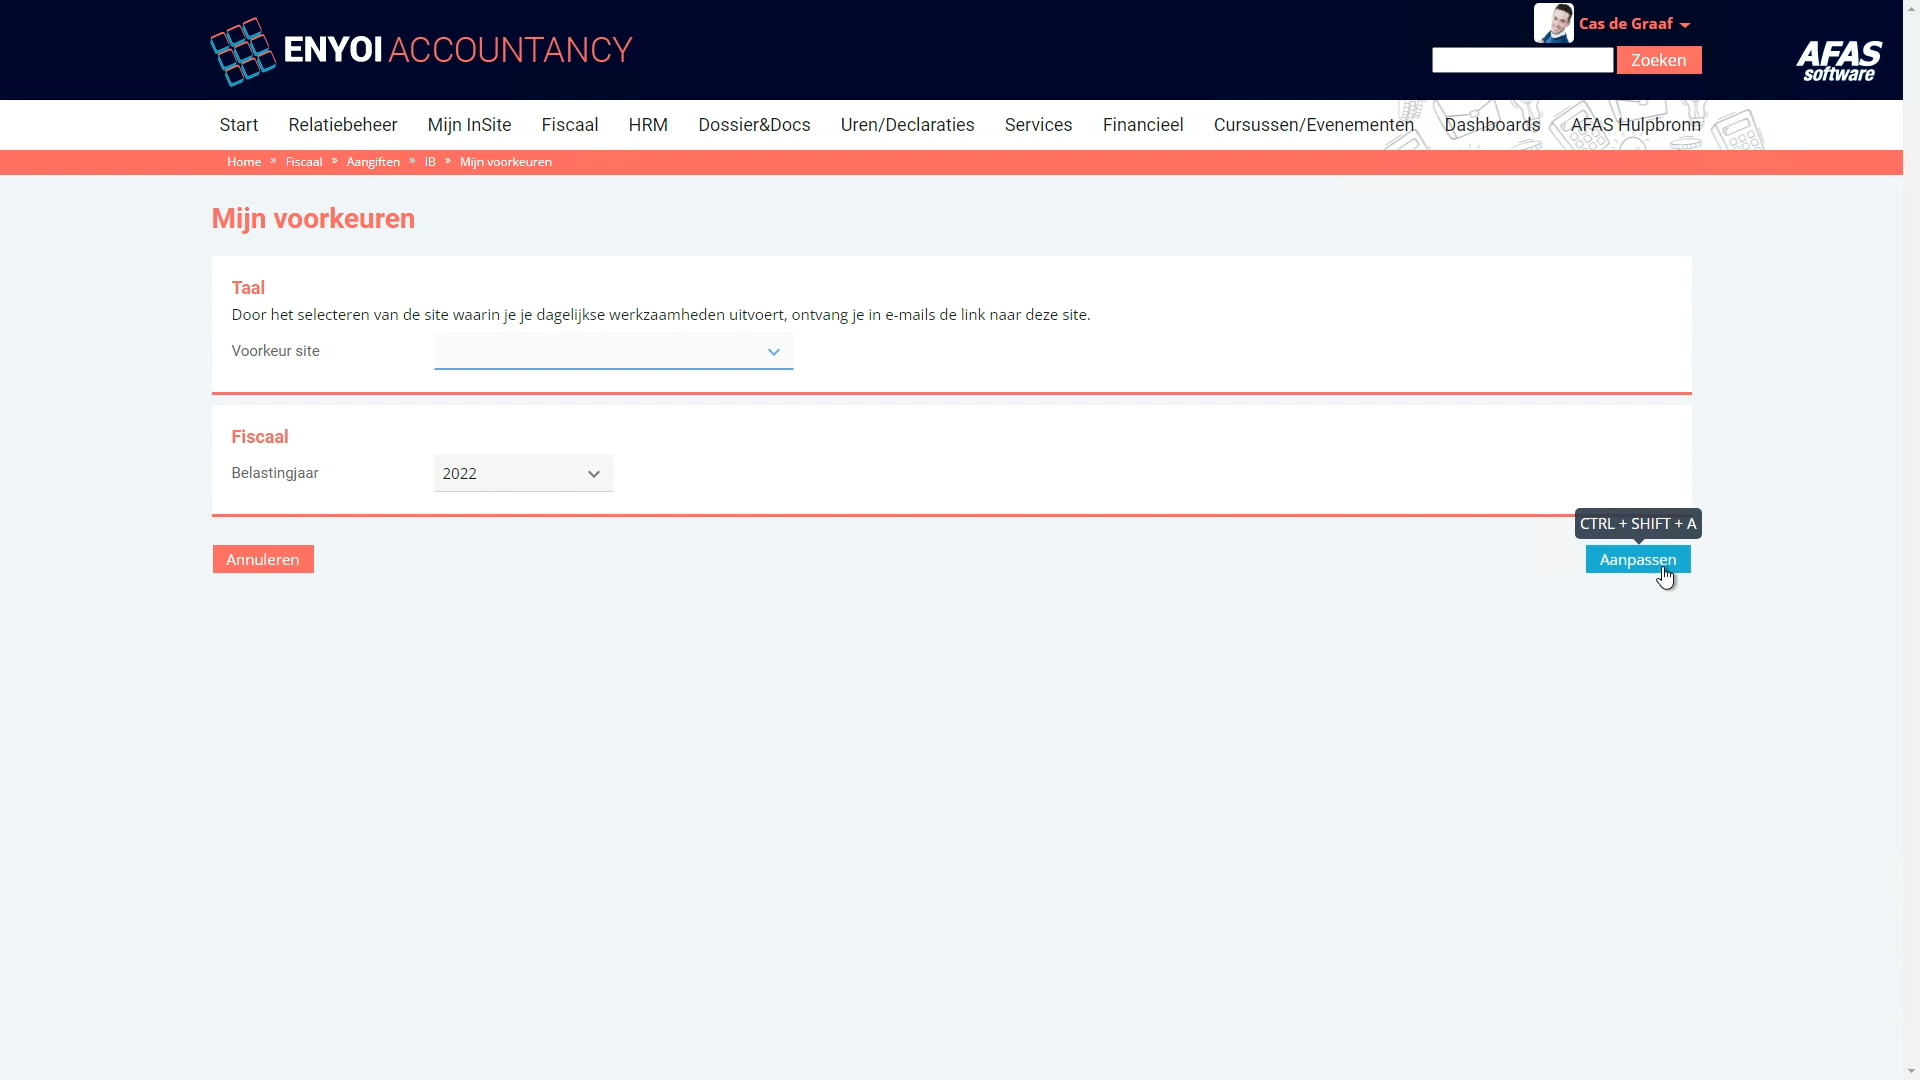 ENYOI ACCOUNTANCY
Cas de Graaf
Zoeken
AFAS
software
Start Relatiebeheer Mijn InSite Fiscaal HRM Dossier&Docs Uren/Declaraties Services Financieel Cursussen/Evenementen Dashboards AFAS Hulpbronn
Home » Fiscaal » Aangiften » IB » Mijn voorkeuren
Mijn voorkeuren
Taal
Door het selecteren van de site waarin je je dagelijkse werkzaamheden uitvoert, ontvang je in e-mails de link naar deze site.
Voorkeur site
Fiscaal
Belastingjaar 2022
CTRL + SHIFT + A
Annuleren Aanpassen